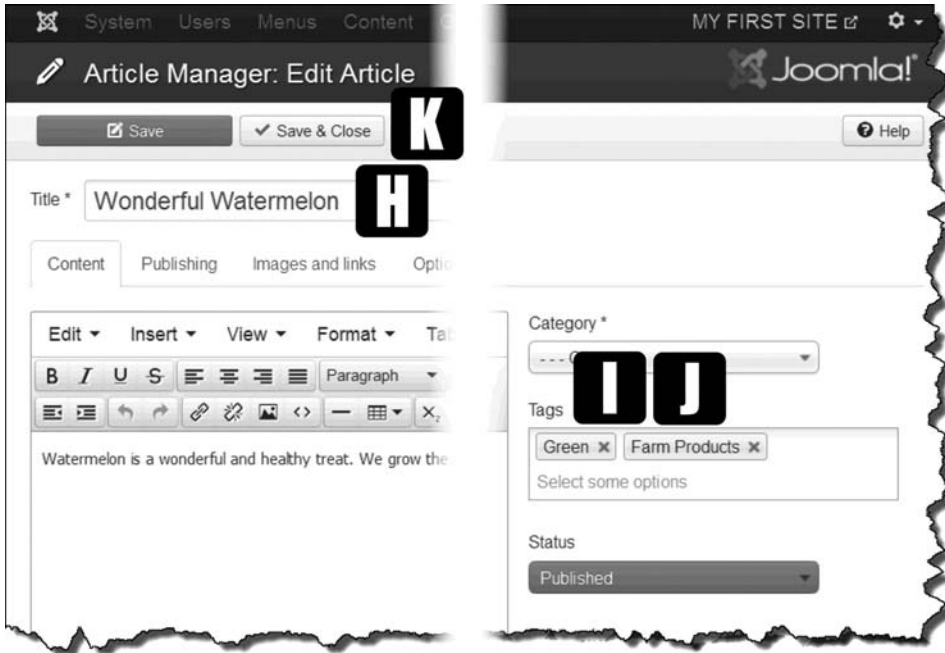 System Users Menus Content
MY FIRST SITE
Article Manager: Edit Article
Joomla!
Save
Save & Close
K
Help
Title *
Wonderful Watermelon
H
Content
Publishing
Images and links
Edit
Insert
View
Format
B I U S
Paragraph
Watermelon is a wonderful and healthy treat. We grow the
Category *
I J
Tags
Green
Farm Products
Select some options
Status
Published